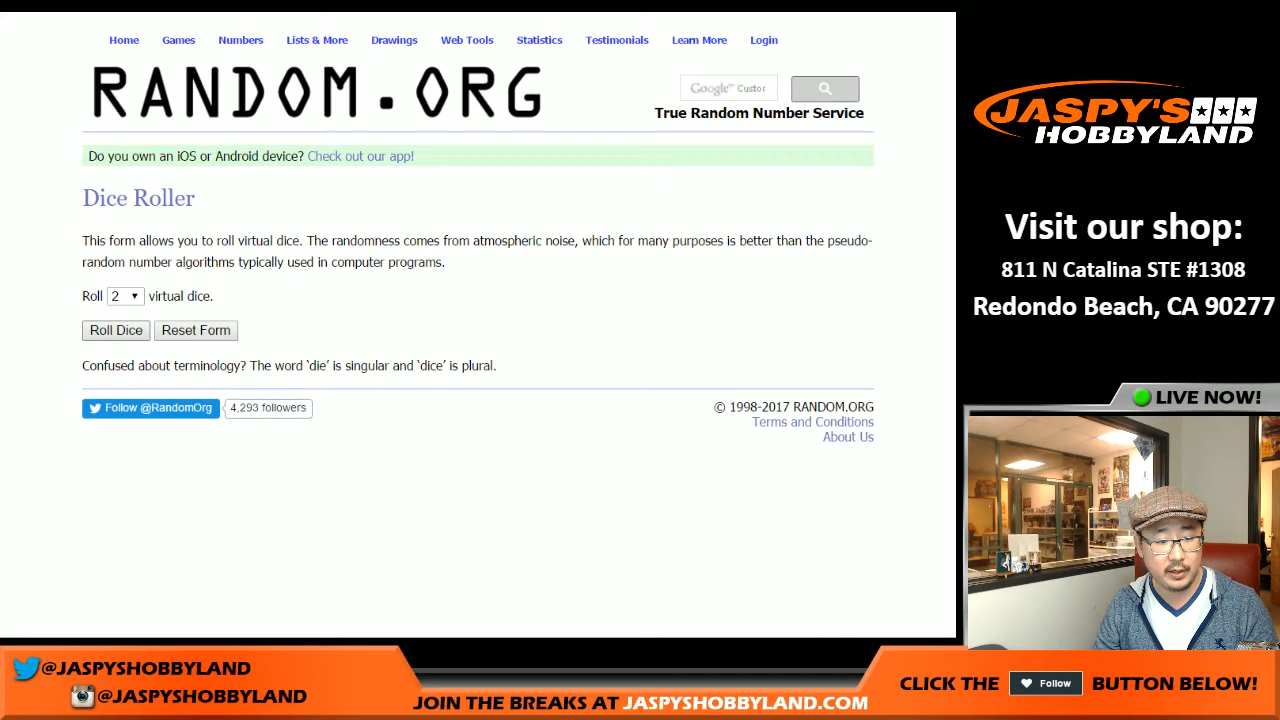 Home Games Numbers Lists & More Drawings Web Tools Statistics Testimonials Learn More Login
RANDOM.ORG
Google™ Custor
True Random Number Service
Do you own an iOS or Android device? Check out our app!
Dice Roller
This form allows you to roll virtual dice. The randomness comes from atmospheric noise, which for many purposes is better than the pseudo-
random number algorithms typically used in computer programs.
Roll 2 virtual dice.
Roll Dice Reset Form
Confused about terminology? The word 'die' is singular and 'dice' is plural.
Follow @RandomOrg 4,293 followers
© 1998-2017 RANDOM.ORG
Terms and Conditions
About Us
JASPY'S
HOBBYLAND
Visit our shop:
811 N Catalina STE #1308
Redondo Beach, CA 90277
LIVE NOW!
@JASPYSHOBBYLAND
@JASPYSHOBBYLAND
JOIN THE BREAKS AT JASPYSHOBBYLAND.COM
CLICK THE Follow BUTTON BELOW!